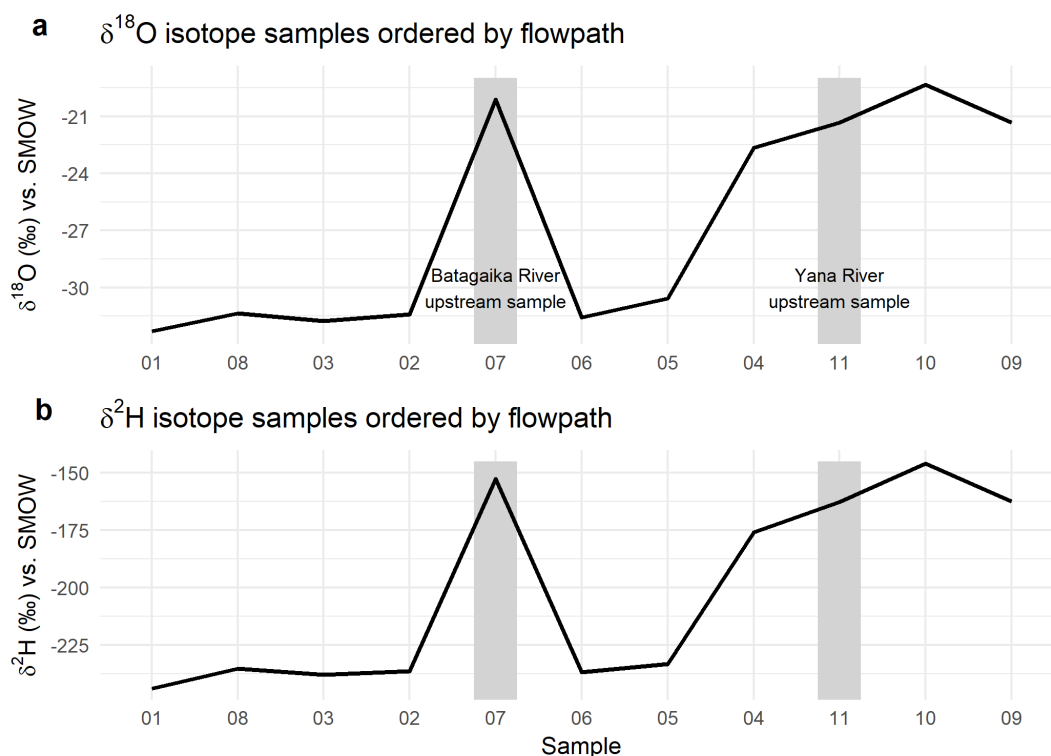 a
δ¹⁸O isotope samples ordered by flowpath
δ¹⁸O (‰) vs. SMOW
-21
-24
-27
-30
Batagaika River
upstream sample
Yana River
upstream sample
01 08 03 02 07 06 05 04 11 10 09
b
δ²H isotope samples ordered by flowpath
δ²H (‰) vs. SMOW
-150
-175
-200
-225
01 08 03 02 07 06 05 04 11 10 09
Sample